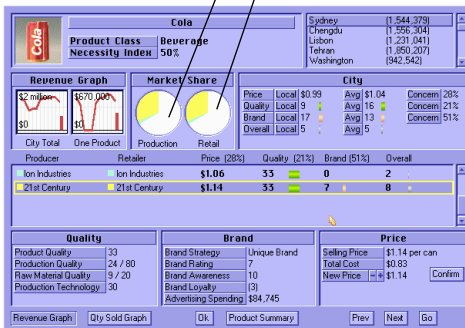 Cola
Cola
Product Class Beverage
Necessity Index 50%
Sydney (1,544,379)
Chengdu (1,556,304)
Lisbon (1,231,041)
Tehran (1,850,207)
Washington (942,542)
Revenue Graph
$2 million $670,000
$0 $0
City Total One Product
Market Share
Production Retail
City
Price Local $0.99 Avg $1.04 Concern 28%
Quality Local 9 Avg 16 Concern 21%
Brand Local 17 Avg 13 Concern 51%
Overall Local 5 Avg 5
Producer Retailer Price (28%) Quality (21%) Brand (51%) Overall
Ion Industries Ion Industries $1.06 33 0 2
21st Century 21st Century $1.14 33 7 8
Quality
Product Quality 33
Production Quality 24 / 80
Raw Material Quality 9 / 20
Production Technology 30
Brand
Brand Strategy Unique Brand
Brand Rating 7
Brand Awareness 10
Brand Loyalty (3)
Advertising Spending $84,745
Price
Selling Price $1.14 per can
Total Cost $0.83
New Price - + $1.14 Confirm
Revenue Graph Qty Sold Graph Ok Product Summary Prev Next Go